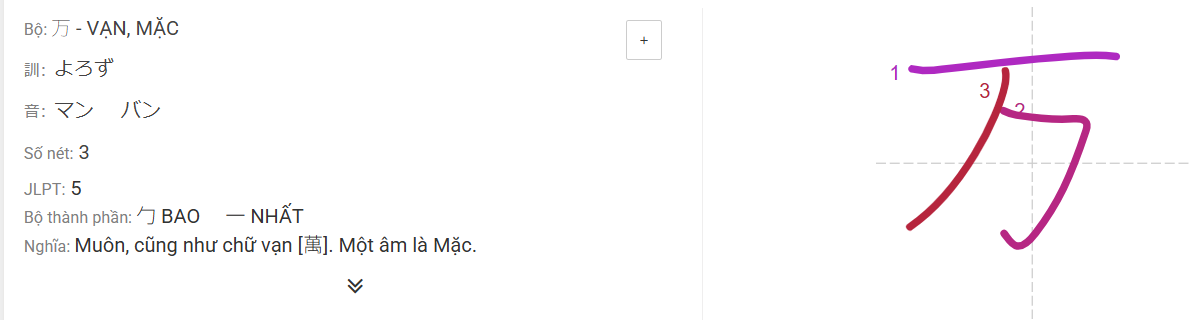 Bộ: 万 - VẠN, MẶC
+
訓: よろず
音: マン バン
Số nét: 3
JLPT: 5
Bộ thành phần: 勹 BAO 一 NHẤT
Nghĩa: Muôn, cũng như chữ vạn [萬]. Một âm là Mặc.
1
3
2
万